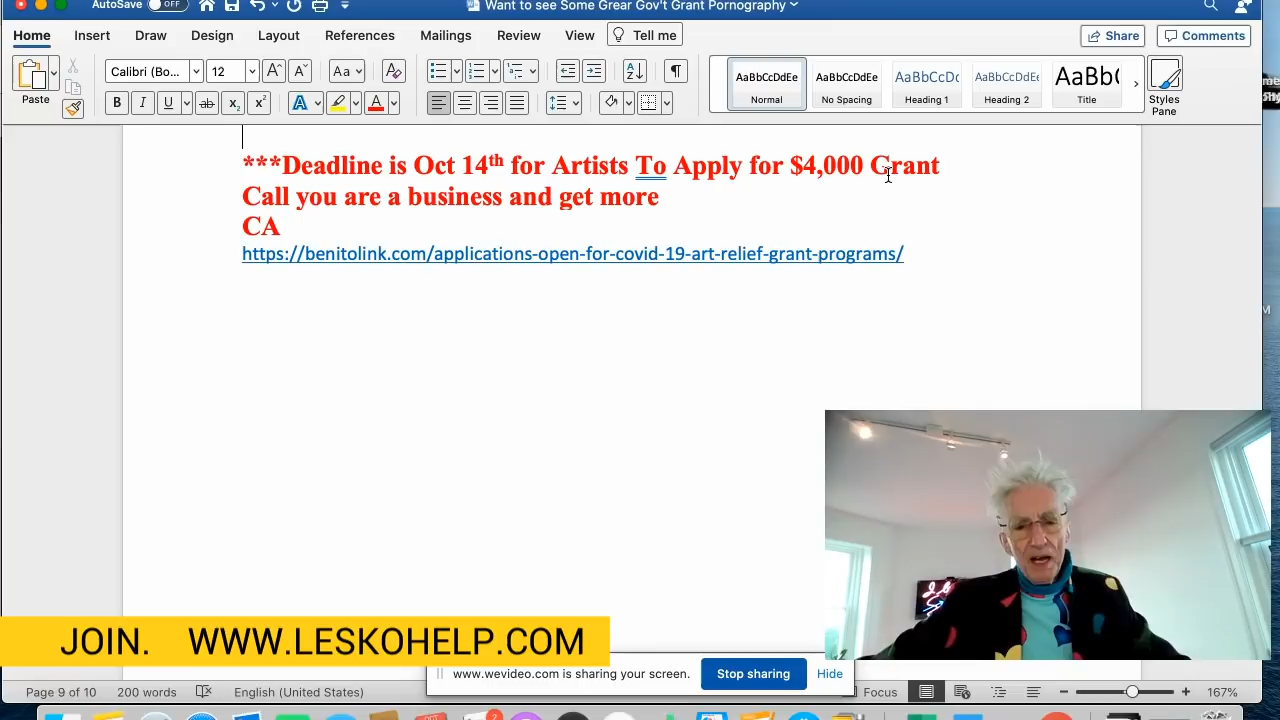 AutoSave OFF Want to see Some Grear Gov't Grant Pornography
Home Insert Draw Design Layout References Mailings Review View Tell me Share Comments
Paste Calibri (Bo... 12 Aa AaBbCcDdEe AaBbCcDdEe AaBbCcDc AaBbCcDdEe AaBb( Styles Pane
Normal No Spacing Heading 1 Heading 2 Title
***Deadline is Oct 14th for Artists To Apply for $4,000 Grant
Call you are a business and get more
CA
https://benitolink.com/applications-open-for-covid-19-art-relief-grant-programs/
JOIN. WWW.LESKOHELP.COM
www.wevideo.com is sharing your screen. Stop sharing Hide
Page 9 of 10 200 words English (United States) Focus 167%